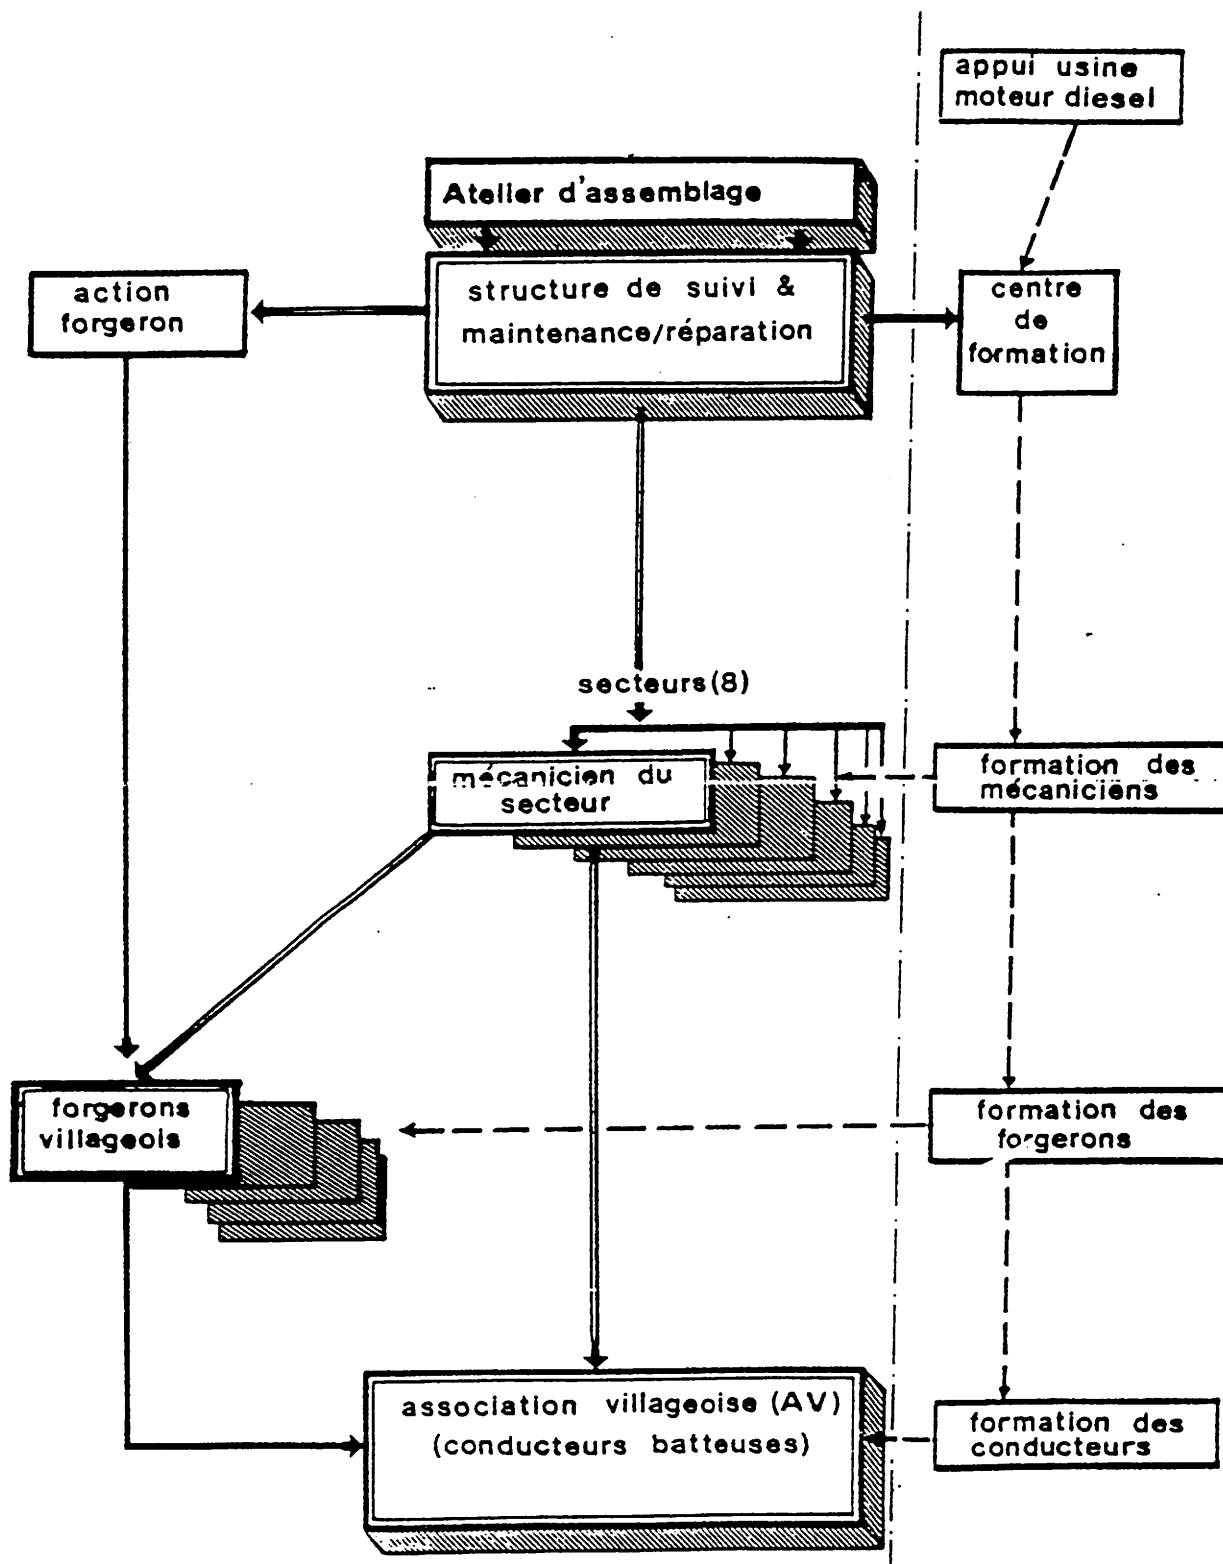 appui usine
moteur diesel
Atelier d'assemblage
action
forgeron
structure de suivi &
maintenance/réparation
centre
de
formation
secteurs(8)
mécanicien du
secteur
formation des
mécaniciens
forgerons
villageois
formation des
forgerons
association villageoise (AV)
(conducteurs batteuses)
formation des
conducteurs